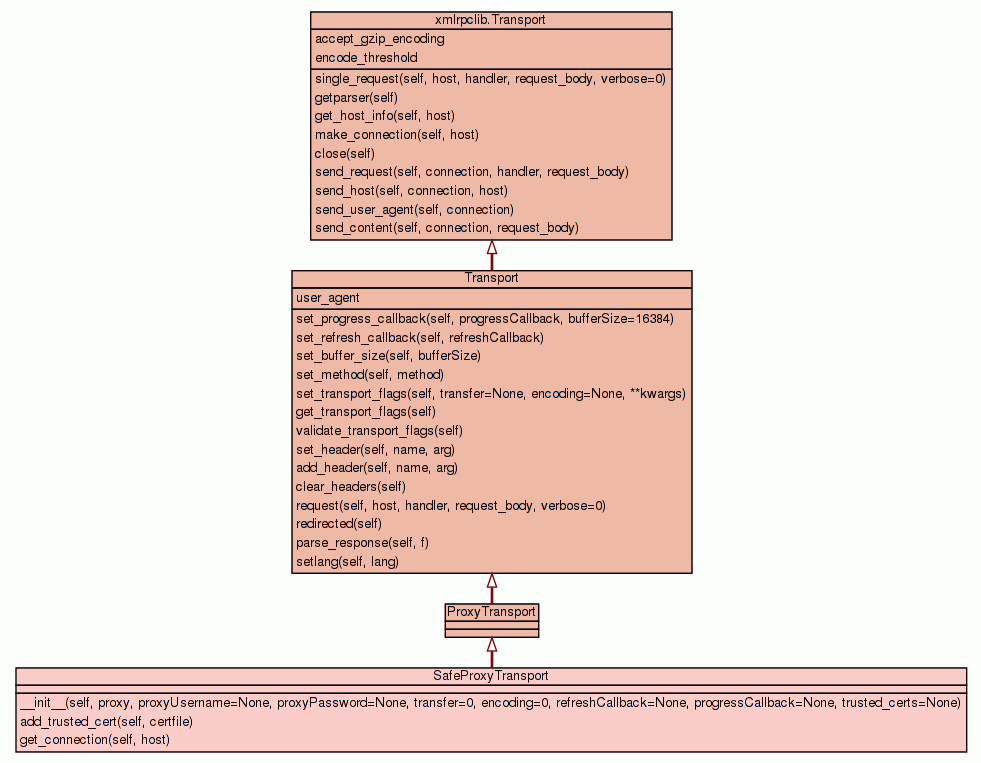 xmlrpclib.Transport
accept_gzip_encoding
encode_threshold
single_request(self, host, handler, request_body, verbose=0)
getparser(self)
get_host_info(self, host)
make_connection(self, host)
close(self)
send_request(self, connection, handler, request_body)
send_host(self, connection, host)
send_user_agent(self, connection)
send_content(self, connection, request_body)
Transport
user_agent
set_progress_callback(self, progressCallback, bufferSize=16384)
set_refresh_callback(self, refreshCallback)
set_buffer_size(self, bufferSize)
set_method(self, method)
set_transport_flags(self, transfer=None, encoding=None, **kwargs)
get_transport_flags(self)
validate_transport_flags(self)
set_header(self, name, arg)
add_header(self, name, arg)
clear_headers(self)
request(self, host, handler, request_body, verbose=0)
redirected(self)
parse_response(self, f)
setlang(self, lang)
ProxyTransport
SafeProxyTransport
__init__(self, proxy, proxyUsername=None, proxyPassword=None, transfer=0, encoding=0, refreshCallback=None, progressCallback=None, trusted_certs=None)
add_trusted_cert(self, certfile)
get_connection(self, host)